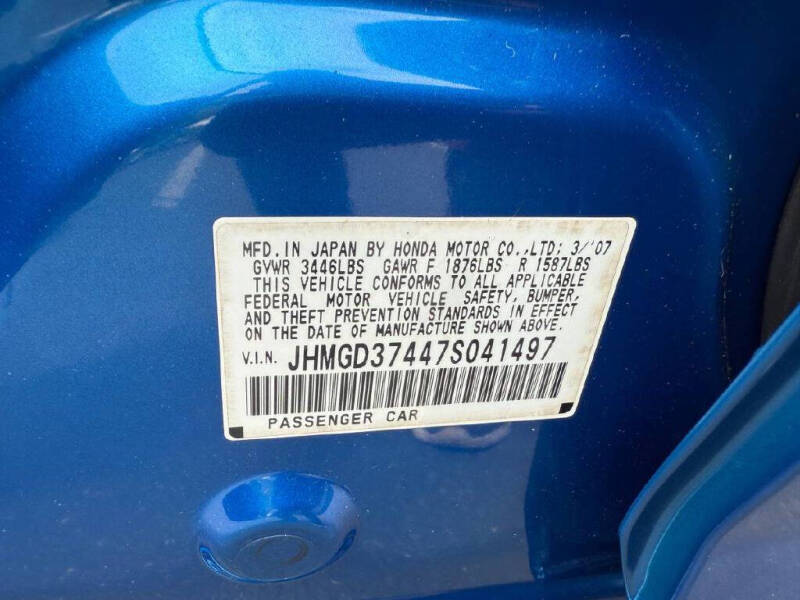 MFD. IN JAPAN BY HONDA MOTOR CO.,LTD; 3/'07
GVWR 3446LBS GAWR F 1876LBS R 1587LBS
THIS VEHICLE CONFORMS TO ALL APPLICABLE
FEDERAL MOTOR VEHICLE SAFETY, BUMPER,
AND THEFT PREVENTION STANDARDS IN EFFECT
ON THE DATE OF MANUFACTURE SHOWN ABOVE.
V.I.N. JHMGD37447S041497
PASSENGER CAR